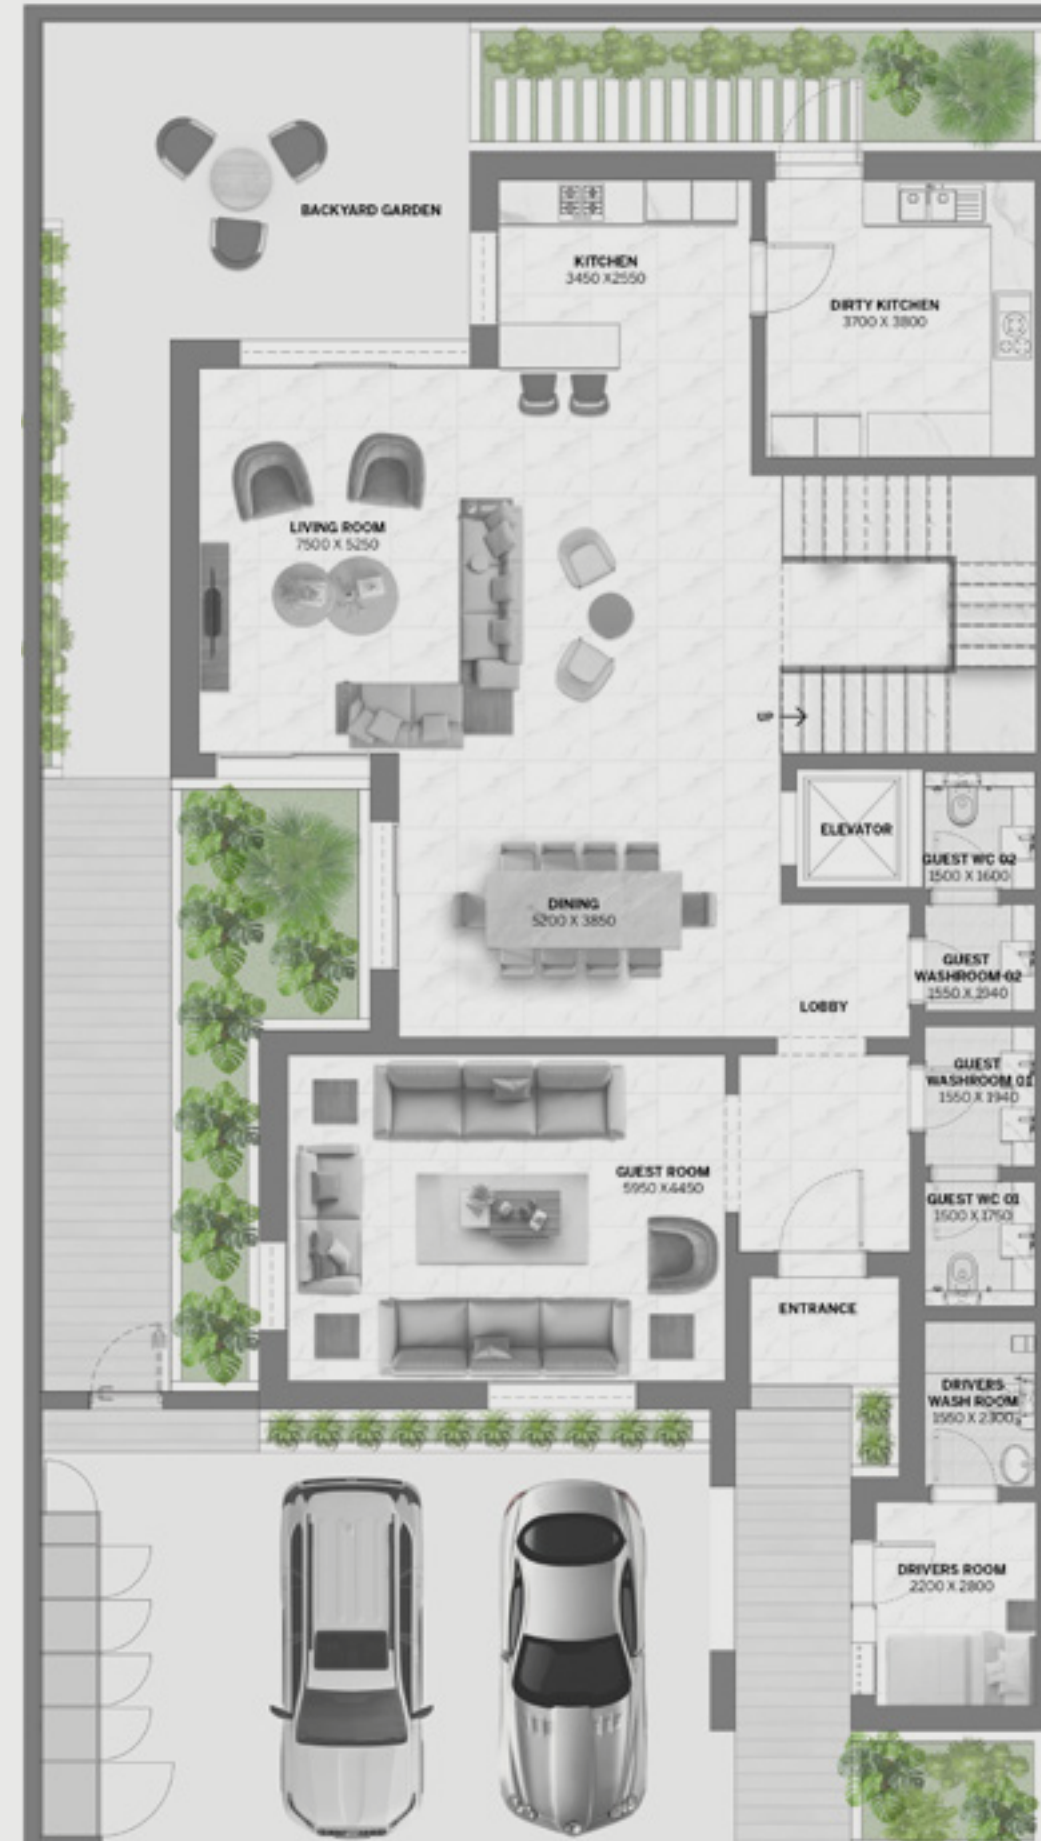 BACKYARD GARDEN
KITCHEN
3450 X2550
DIRTY KITCHEN
3700 X 3800
LIVING ROOM
7500 X 5250
UP
ELEVATOR
GUEST WC 02
1500 X 1600
DINING
5200 X 3850
GUEST
WASHROOM 02
1550 X 1940
LOBBY
GUEST
WASHROOM 01
1550 X 1940
GUEST ROOM
5950 X4450
GUEST WC 01
1500 X 1750
ENTRANCE
DRIVERS
WASH ROOM
1550 X 2300
DRIVERS ROOM
2200 X 2800